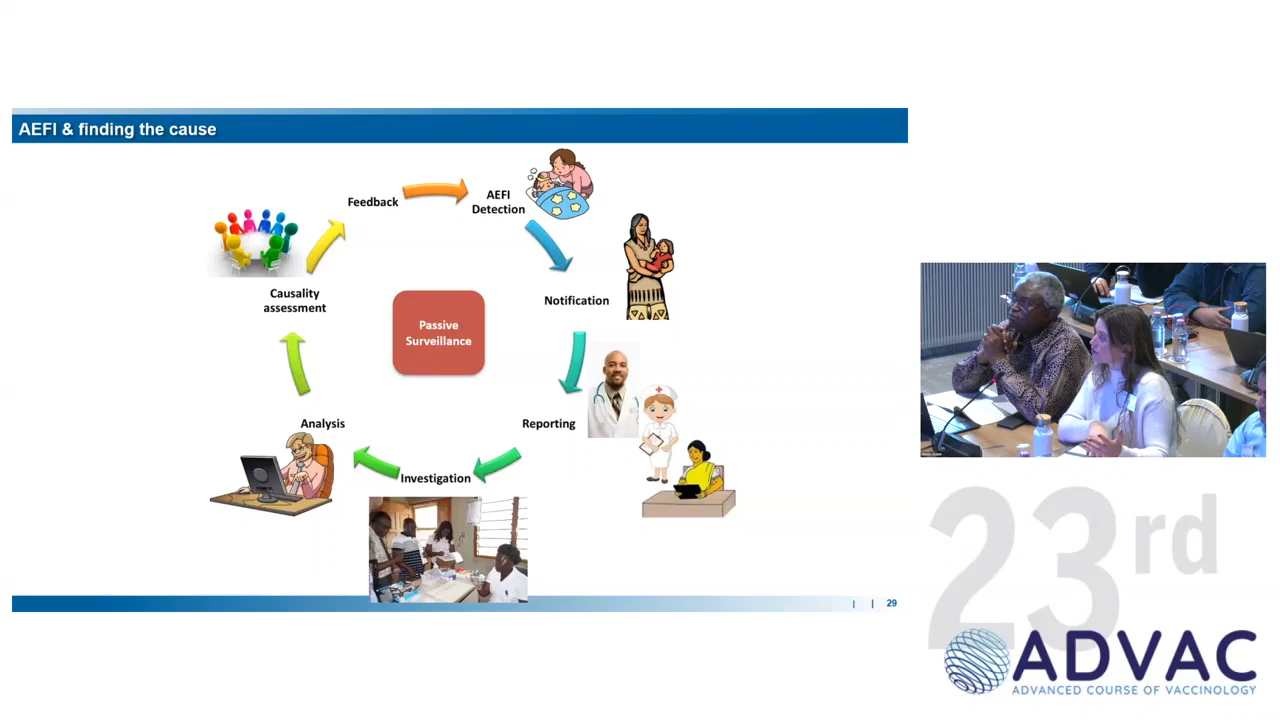 AEFI & finding the cause
Feedback
AEFI
Detection
Notification
Causality
assessment
Passive
Surveillance
Reporting
Analysis
Investigation
| | 29
23rd
ADVAC
ADVANCED COURSE OF VACCINOLOGY